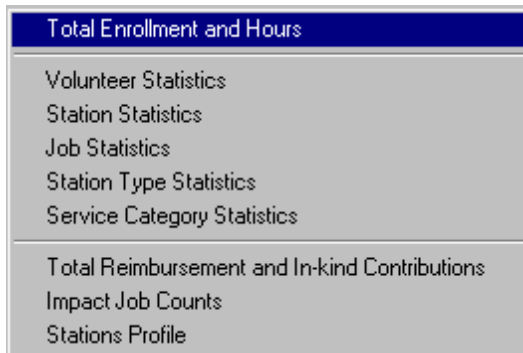 Total Enrollment and Hours
Volunteer Statistics
Station Statistics
Job Statistics
Station Type Statistics
Service Category Statistics
Total Reimbursement and In-kind Contributions
Impact Job Counts
Stations Profile